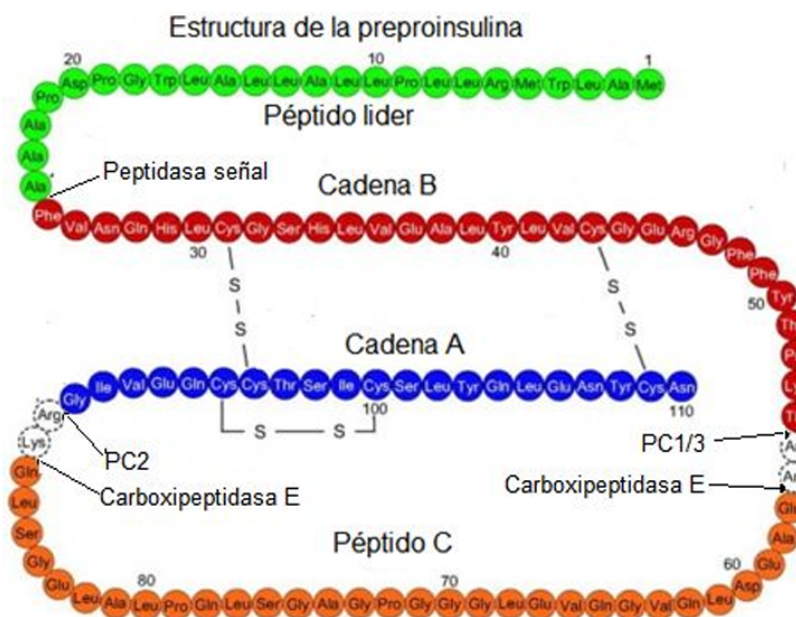 Estructura de la preproinsulina
20 10 1
Pro Asp Pro Gly Trp Leu Ala Leu Leu Ala Leu Leu Pro Leu Leu Arg Met Trp Leu Ala Met
Péptido lider
Ala
Ala
Ala
Peptidasa señal
Cadena B
Phe Val Asn Gln His Leu Cys Gly Ser His Leu Val Glu Ala Leu Tyr Leu Val Cys Gly Glu Arg Gly Phe Phe Tyr
30 40 50
S S
S S
Cadena A
Gly Ile Val Glu Gln Cys Cys Thr Ser Ile Cys Ser Leu Tyr Gln Leu Glu Asn Tyr Cys Asn
100 110
Arg
S S
Lys
PC2
PC1/3
Carboxipeptidasa E
Carboxipeptidasa E
Péptido C
80 70 60
Gln Leu Ser Gly Glu Leu Ala Leu Pro Gln Leu Ser Gly Ala Gly Pro Gly Gly Gly Leu Glu Val Gln Gly Val Gln Leu Asp Glu Ala Glu